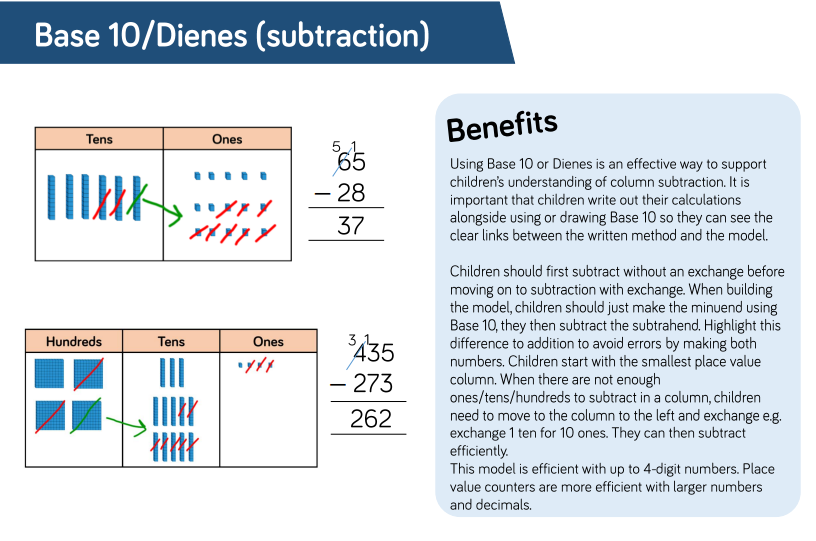 Base 10/Dienes (subtraction)
Tens
Ones
5 1
65
– 28
37
Hundreds
Tens
Ones
3 1
435
– 273
262
Benefits
Using Base 10 or Dienes is an effective way to support
children's understanding of column subtraction. It is
important that children write out their calculations
alongside using or drawing Base 10 so they can see the
clear links between the written method and the model.
Children should first subtract without an exchange before
moving on to subtraction with exchange. When building
the model, children should just make the minuend using
Base 10, they then subtract the subtrahend. Highlight this
difference to addition to avoid errors by making both
numbers. Children start with the smallest place value
column. When there are not enough
ones/tens/hundreds to subtract in a column, children
need to move to the column to the left and exchange e.g.
exchange 1 ten for 10 ones. They can then subtract
efficiently.
This model is efficient with up to 4-digit numbers. Place
value counters are more efficient with larger numbers
and decimals.